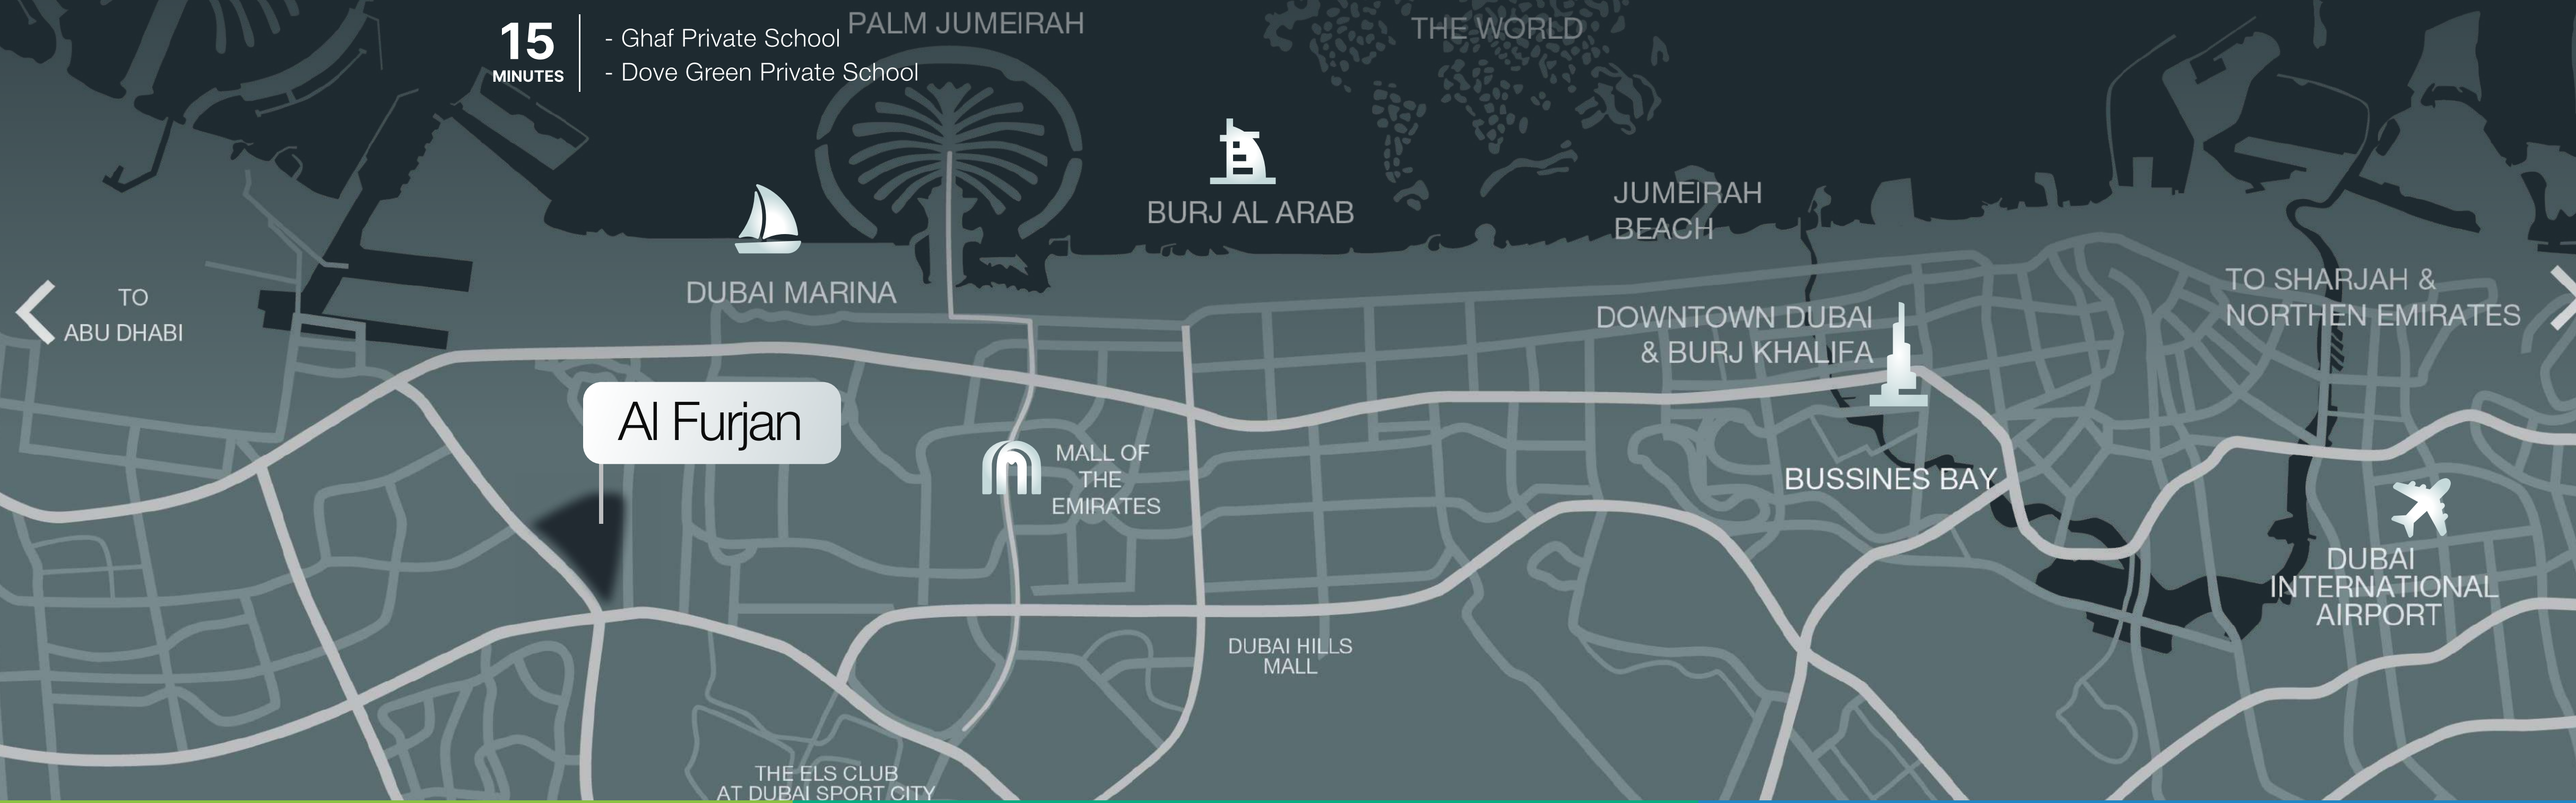 15
MINUTES
- Ghaf Private School
- Dove Green Private School
PALM JUMEIRAH
THE WORLD
BURJ AL ARAB
JUMEIRAH
BEACH
DUBAI MARINA
TO
ABU DHABI
DOWNTOWN DUBAI
& BURJ KHALIFA
TO SHARJAH &
NORTHEN EMIRATES
Al Furjan
MALL OF
THE
EMIRATES
BUSSINES BAY
DUBAI
INTERNATIONAL
AIRPORT
DUBAI HILLS
MALL
THE ELS CLUB
AT DUBAI SPORT CITY